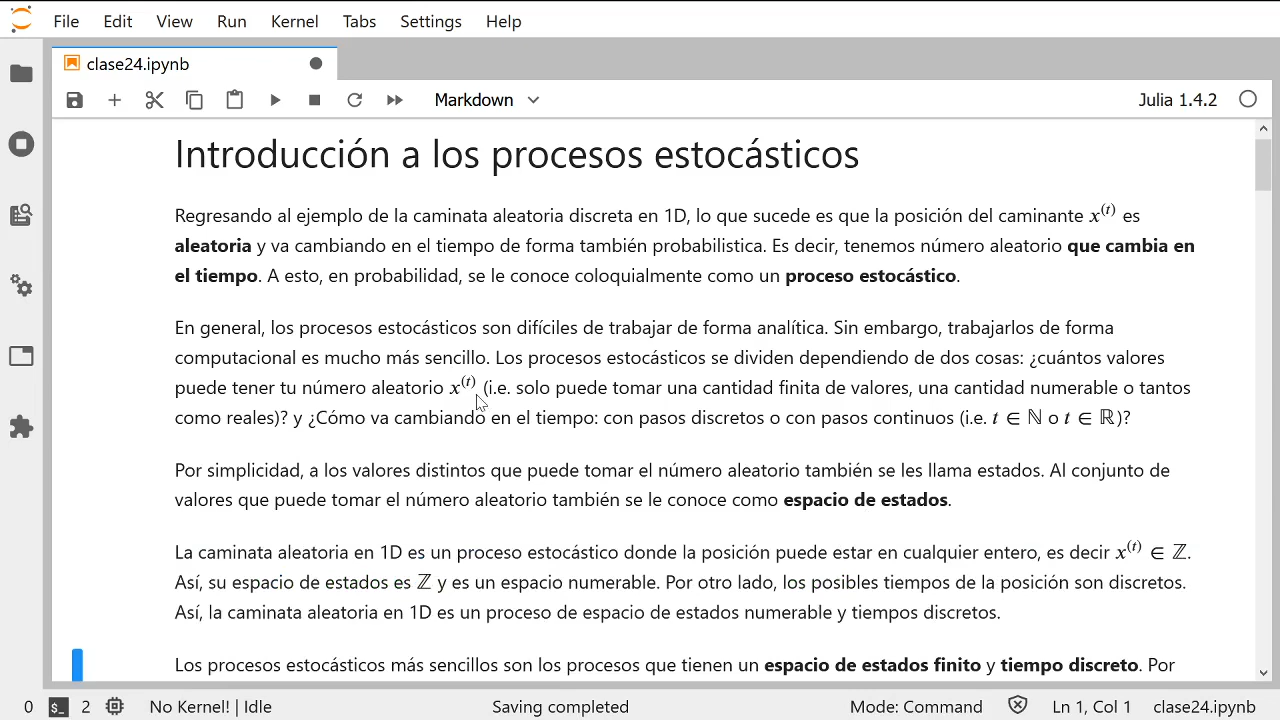 File Edit View Run Kernel Tabs Settings Help
clase24.ipynb
Markdown
Julia 1.4.2
Introducción a los procesos estocásticos
Regresando al ejemplo de la caminata aleatoria discreta en 1D, lo que sucede es que la posición del caminante x^(t) es
aleatoria y va cambiando en el tiempo de forma también probabilistica. Es decir, tenemos número aleatorio que cambia en
el tiempo. A esto, en probabilidad, se le conoce coloquialmente como un proceso estocástico.
En general, los procesos estocásticos son difíciles de trabajar de forma analítica. Sin embargo, trabajarlos de forma
computacional es mucho más sencillo. Los procesos estocásticos se dividen dependiendo de dos cosas: ¿cuántos valores
puede tener tu número aleatorio x^(t) (i.e. solo puede tomar una cantidad finita de valores, una cantidad numerable o tantos
como reales)? y ¿Cómo va cambiando en el tiempo: con pasos discretos o con pasos continuos (i.e. t ∈ ℕ o t ∈ ℝ)?
Por simplicidad, a los valores distintos que puede tomar el número aleatorio también se les llama estados. Al conjunto de
valores que puede tomar el número aleatorio también se le conoce como espacio de estados.
La caminata aleatoria en 1D es un proceso estocástico donde la posición puede estar en cualquier entero, es decir x^(t) ∈ ℤ.
Así, su espacio de estados es ℤ y es un espacio numerable. Por otro lado, los posibles tiempos de la posición son discretos.
Así, la caminata aleatoria en 1D es un proceso de espacio de estados numerable y tiempos discretos.
Los procesos estocásticos más sencillos son los procesos que tienen un espacio de estados finito y tiempo discreto. Por
0 $_ 2 No Kernel! | Idle Saving completed Mode: Command Ln 1, Col 1 clase24.ipynb